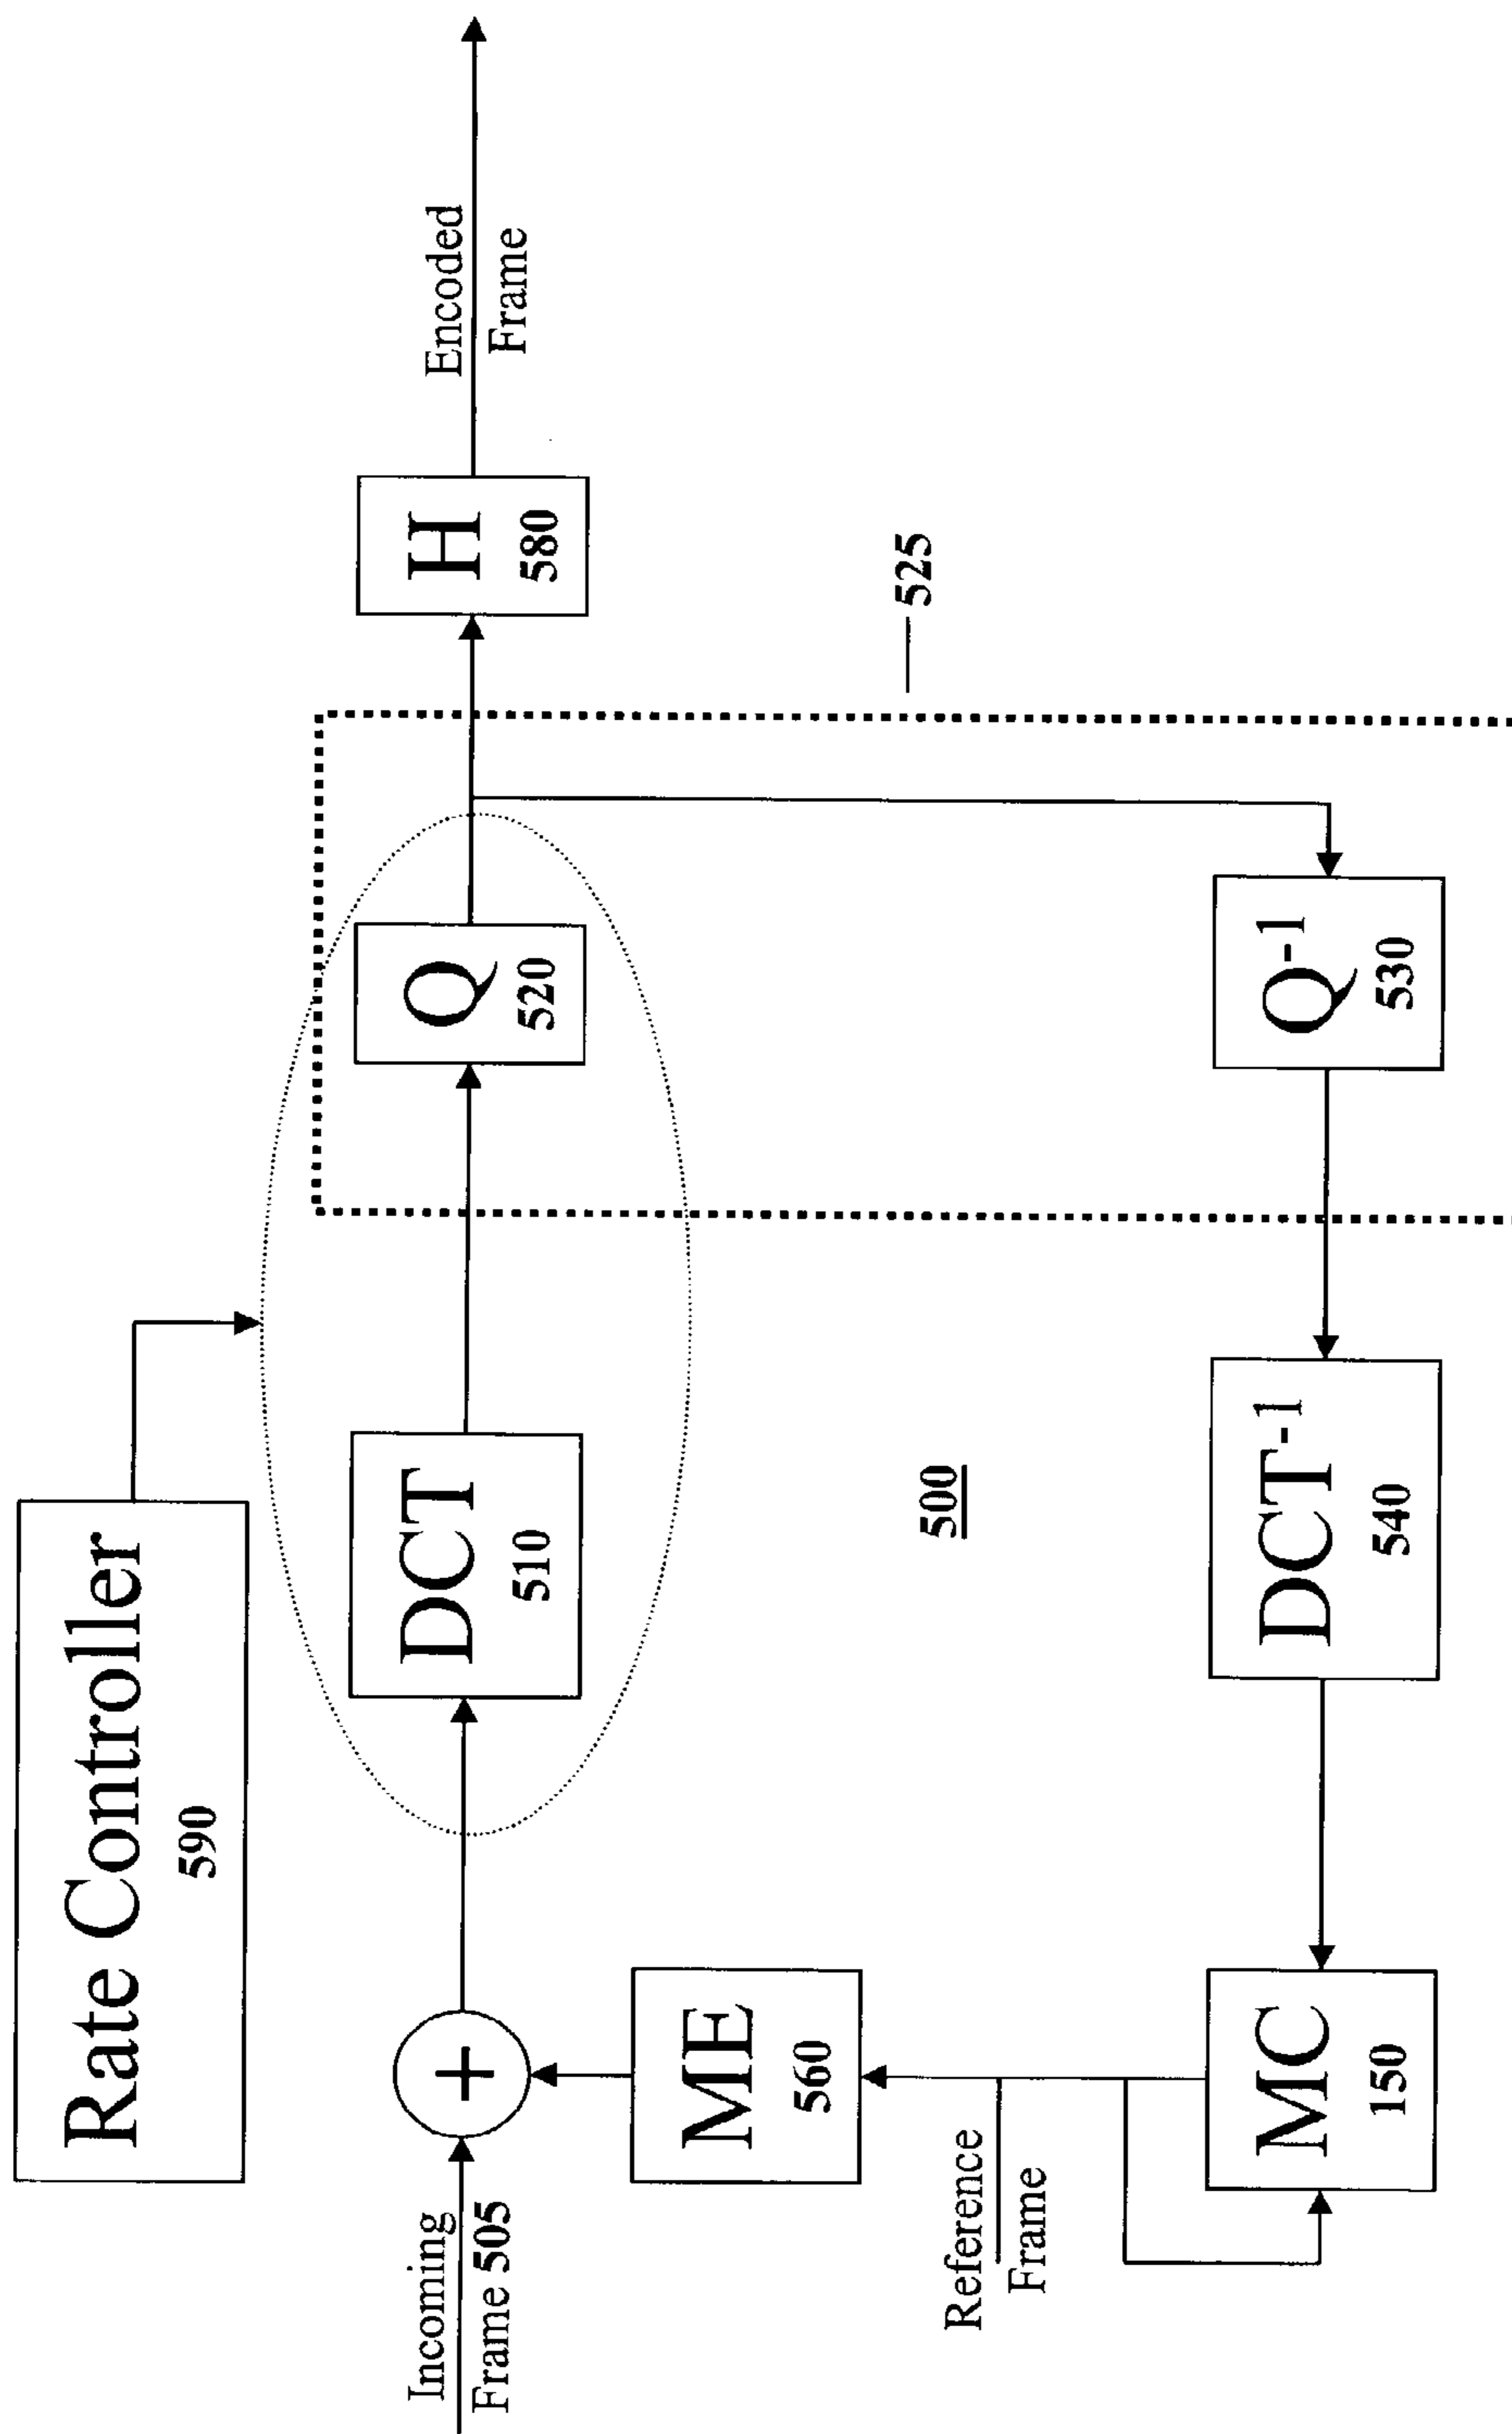 Rate Controller
590
Incoming
Frame 505
+
DCT
510
Q
520
H
580
Encoded
Frame
ME
560
500
525
Reference
Frame
MC
150
DCT-1
540
Q-1
530